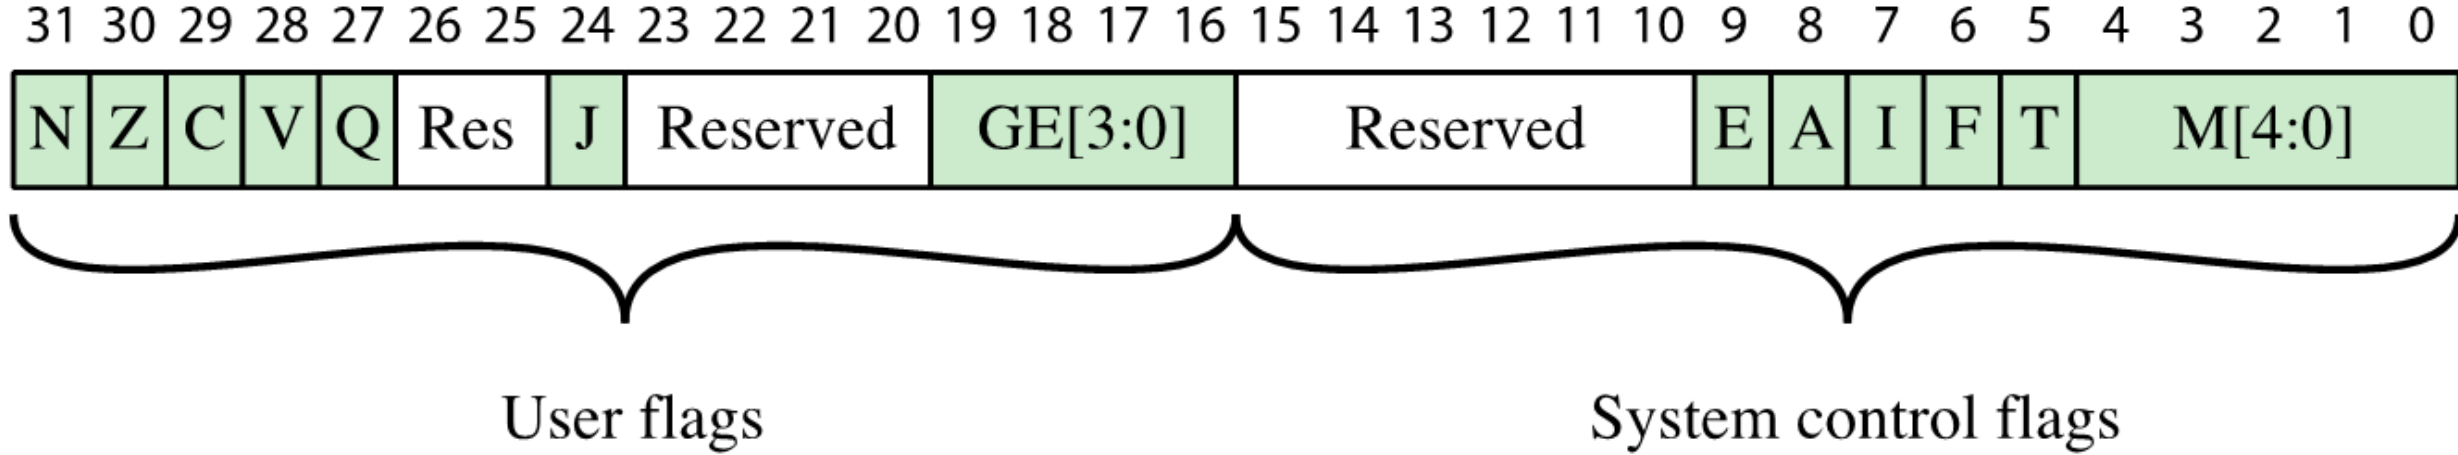 31 30 29 28 27 26 25 24 23 22 21 20 19 18 17 16 15 14 13 12 11 10 9 8 7 6 5 4 3 2 1 0
N Z C V Q Res J Reserved GE[3:0] Reserved E A I F T M[4:0]
User flags System control flags